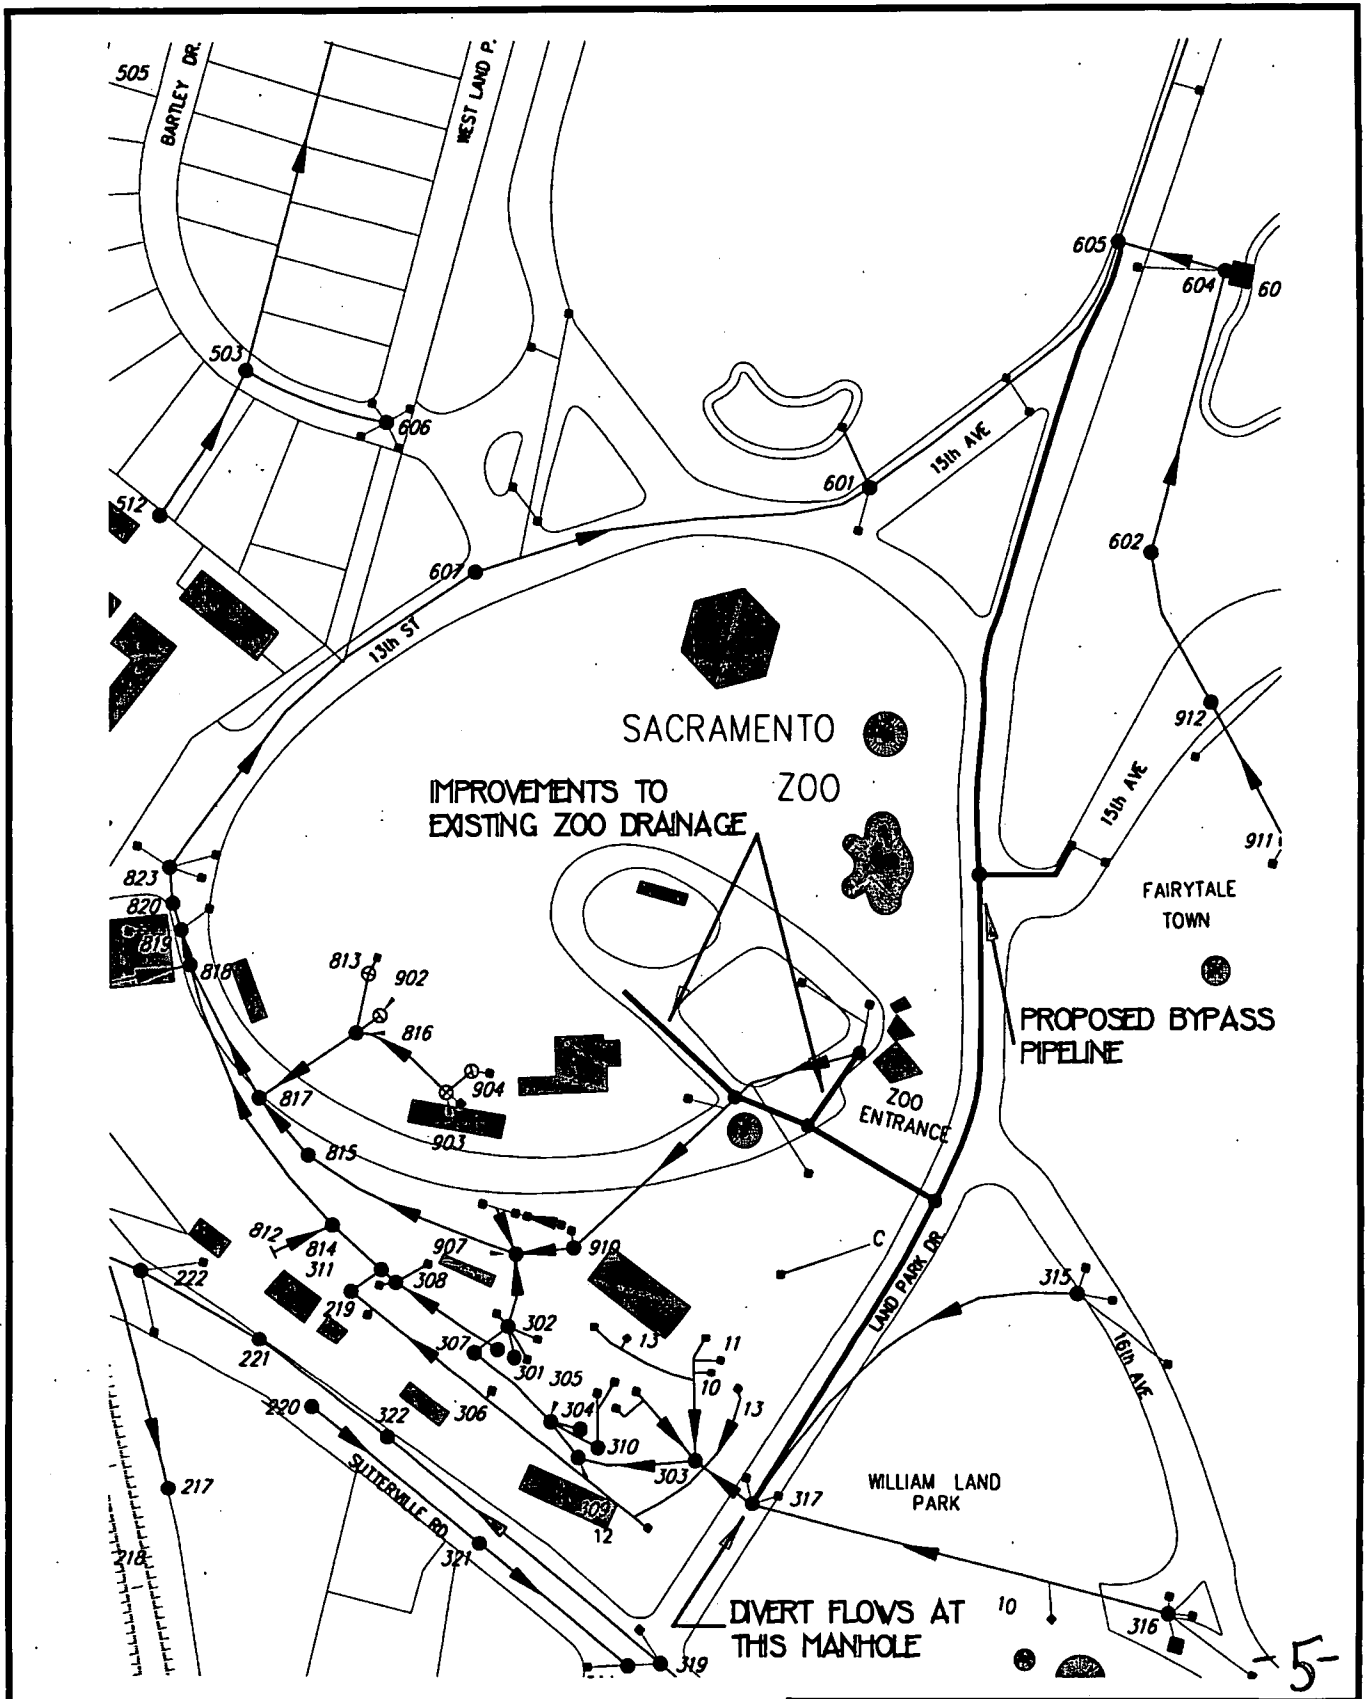 505
BARTLEY DR.
WEST LAND P.
605
604
60
503
606
15th AVE
601
512
602
607
13th ST
912
SACRAMENTO
ZOO
IMPROVEMENTS TO
EXISTING ZOO DRAINAGE
15th AVE
911
823
820
819
818
FAIRYTALE
TOWN
813
902
816
PROPOSED BYPASS
PIPELINE
904
817
903
ZOO
ENTRANCE
815
812
814
907
910
C
LAND PARK DR.
222
311
308
315
219
302
16th AVE
307
301
13
11
221
305
10
220
322
306
304
13
310
303
SUTTERVILLE RD.
217
309
12
317
WILLIAM LAND
PARK
218
321
DIVERT FLOWS AT
THIS MANHOLE
10
316
319
-5-